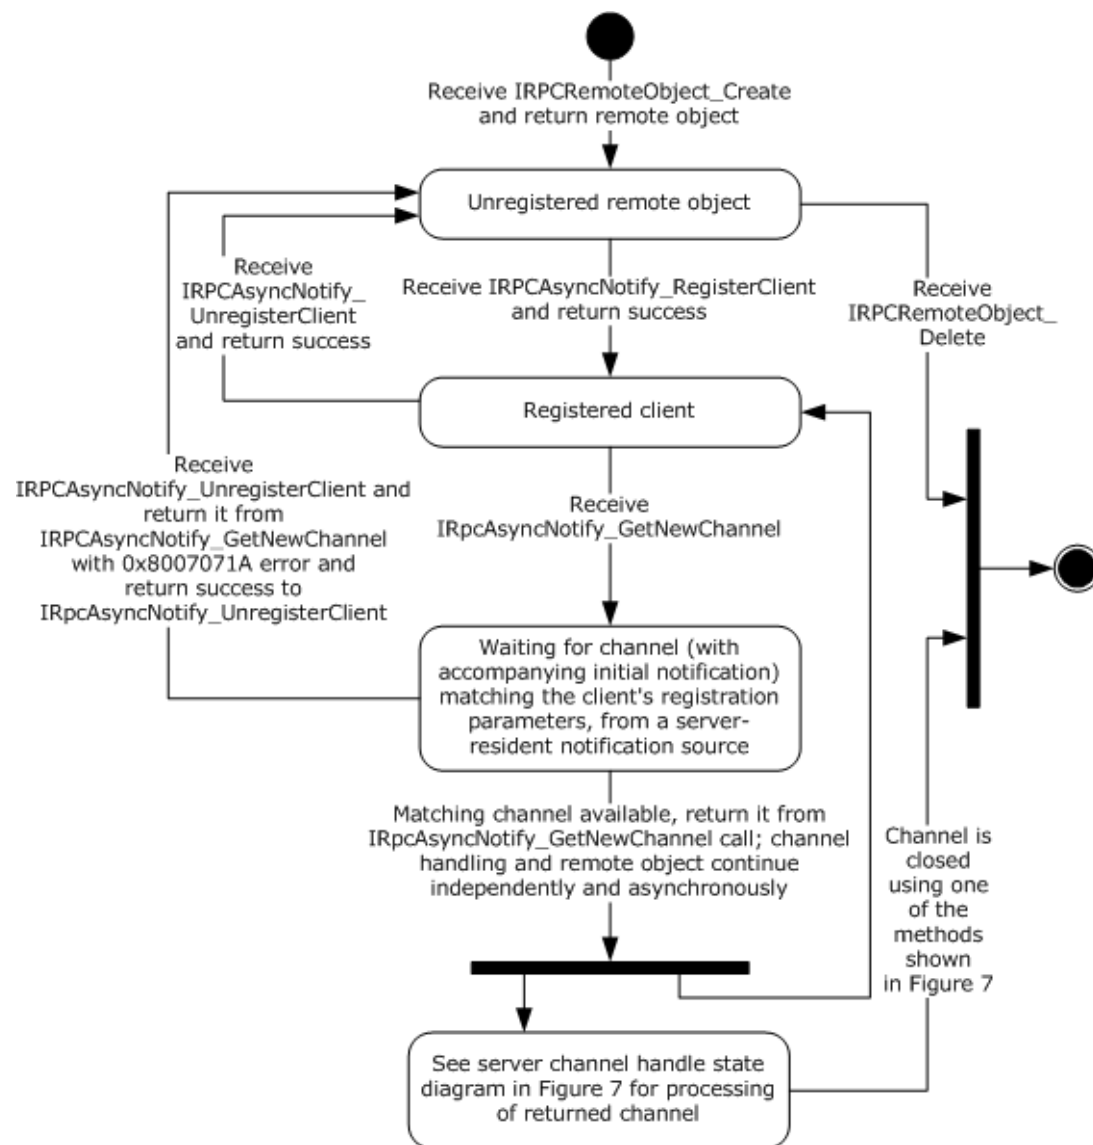 Receive IRPCRemoteObject_Create
and return remote object
Unregistered remote object
Receive
IRPCAsyncNotify_
UnregisterClient
and return success
Receive IRPCAsyncNotify_RegisterClient
and return success
Receive
IRPCRemoteObject_
Delete
Registered client
Receive
IRPCAsyncNotify_UnregisterClient and
return it from
IRPCAsyncNotify_GetNewChannel
with 0x8007071A error and
return success to
IRpcAsyncNotify_UnregisterClient
Receive
IRpcAsyncNotify_GetNewChannel
Waiting for channel (with
accompanying initial notification)
matching the client's registration
parameters, from a server-
resident notification source
Matching channel available, return it from
IRpcAsyncNotify_GetNewChannel call; channel
handling and remote object continue
independently and asynchronously
Channel is
closed
using one
of the
methods
shown
in Figure 7
See server channel handle state
diagram in Figure 7 for processing
of returned channel